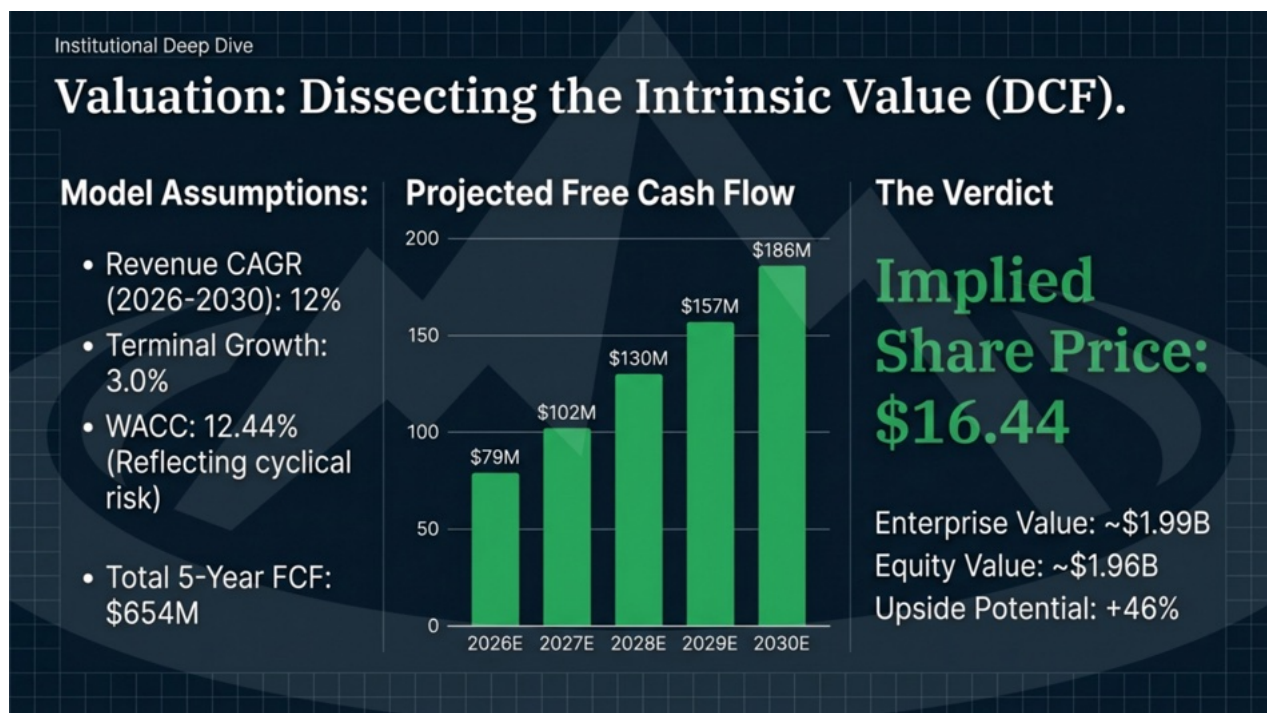 Institutional Deep Dive
Valuation: Dissecting the Intrinsic Value (DCF).
Model Assumptions:
• Revenue CAGR
(2026-2030): 12%
• Terminal Growth:
3.0%
• WACC: 12.44%
(Reflecting cyclical
risk)
• Total 5-Year FCF:
$654M
Projected Free Cash Flow
200
150
100
50
0
$79M
$102M
$130M
$157M
$186M
2026E 2027E 2028E 2029E 2030E
The Verdict
Implied
Share Price:
$16.44
Enterprise Value: ~$1.99B
Equity Value: ~$1.96B
Upside Potential: +46%